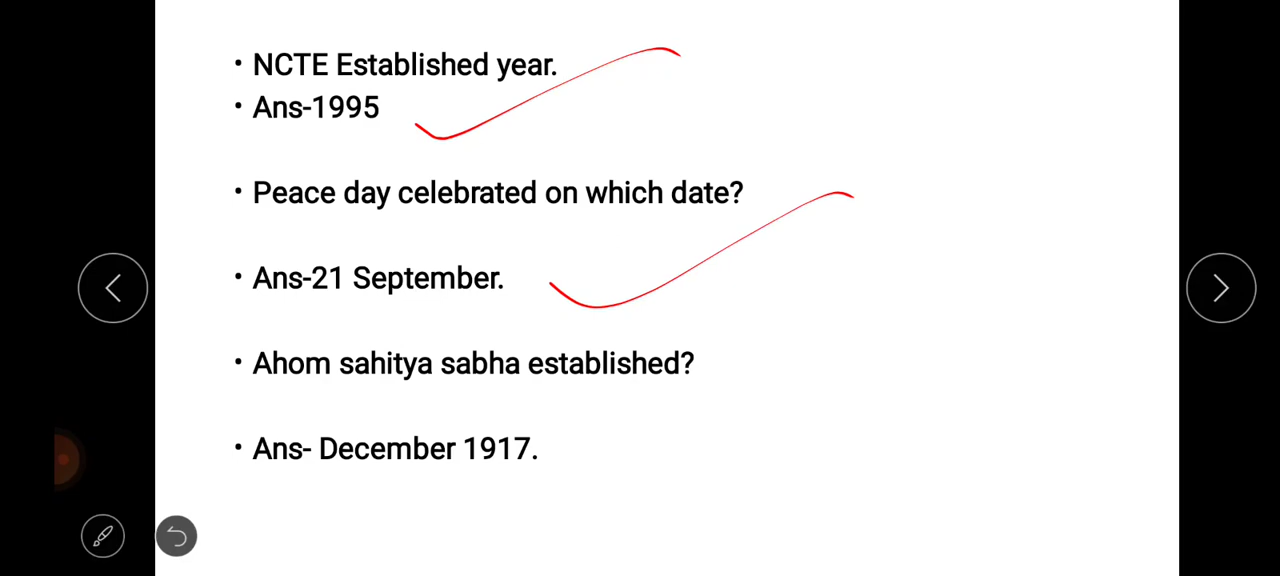 • NCTE Established year.
• Ans-1995
• Peace day celebrated on which date?
• Ans-21 September.
• Ahom sahitya sabha established?
• Ans- December 1917.